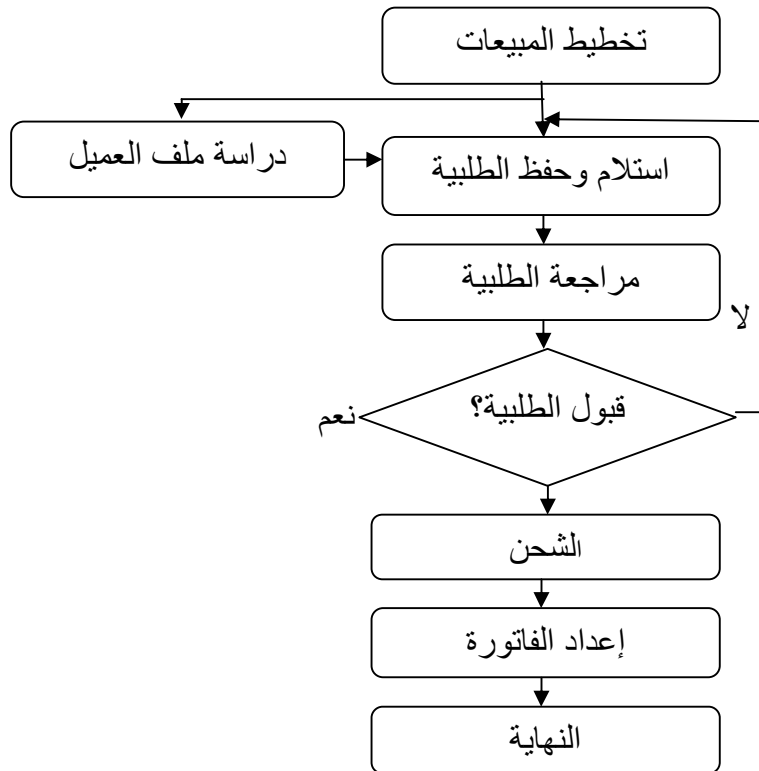 تخطيط المبيعات
دراسة ملف العميل
استلام وحفظ الطلبية
مراجعة الطلبية
لا
قبول الطلبية؟
نعم
الشحن
إعداد الفاتورة
النهاية